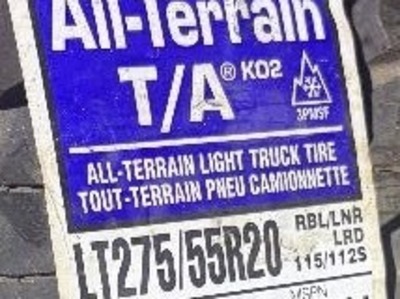 All-Terrain
T/A® KO2
3PMSF
ALL-TERRAIN LIGHT TRUCK TIRE
TOUT-TERRAIN PNEU CAMIONNETTE
LT275/55R20
RBL/LNR
LRD
115/112S
MSPN